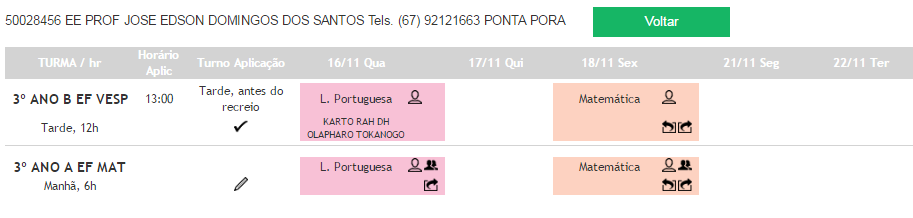 50028456 EE PROF JOSE EDSON DOMINGOS DOS SANTOS Tels. (67) 92121663 PONTA PORA
Voltar
TURMA / hr
Horário
Aplic
Turno Aplicação
16/11 Qua
17/11 Qui
18/11 Sex
21/11 Seg
22/11 Ter
3º ANO B EF VESP
Tarde, 12h
13:00
Tarde, antes do
recreio
L. Portuguesa
KARTO RAH DH
OLAPHARO TOKANOGO
Matemática
3º ANO A EF MAT
Manhã, 6h
L. Portuguesa
Matemática